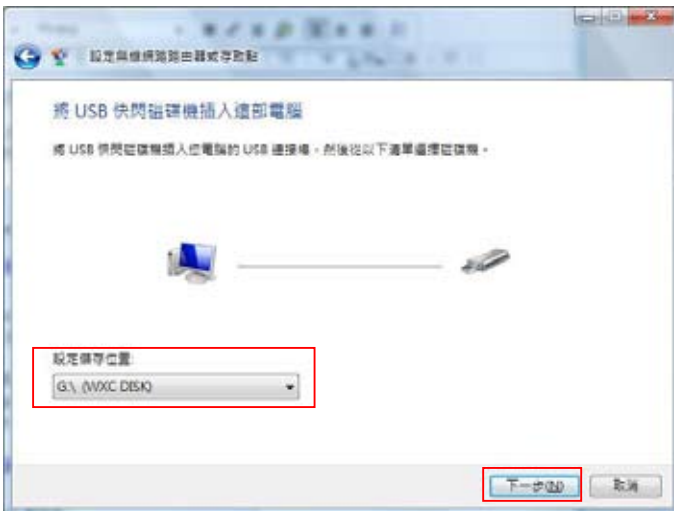 設定無線網路路由器或存取點
將 USB 快閃磁碟機插入這部電腦
將 USB 快閃磁碟機插入位電腦的 USB 連接埠，然後從以下清單選擇磁碟機。
設定儲存位置:
G:\, (WXC DISK)
下一步(N)
取消